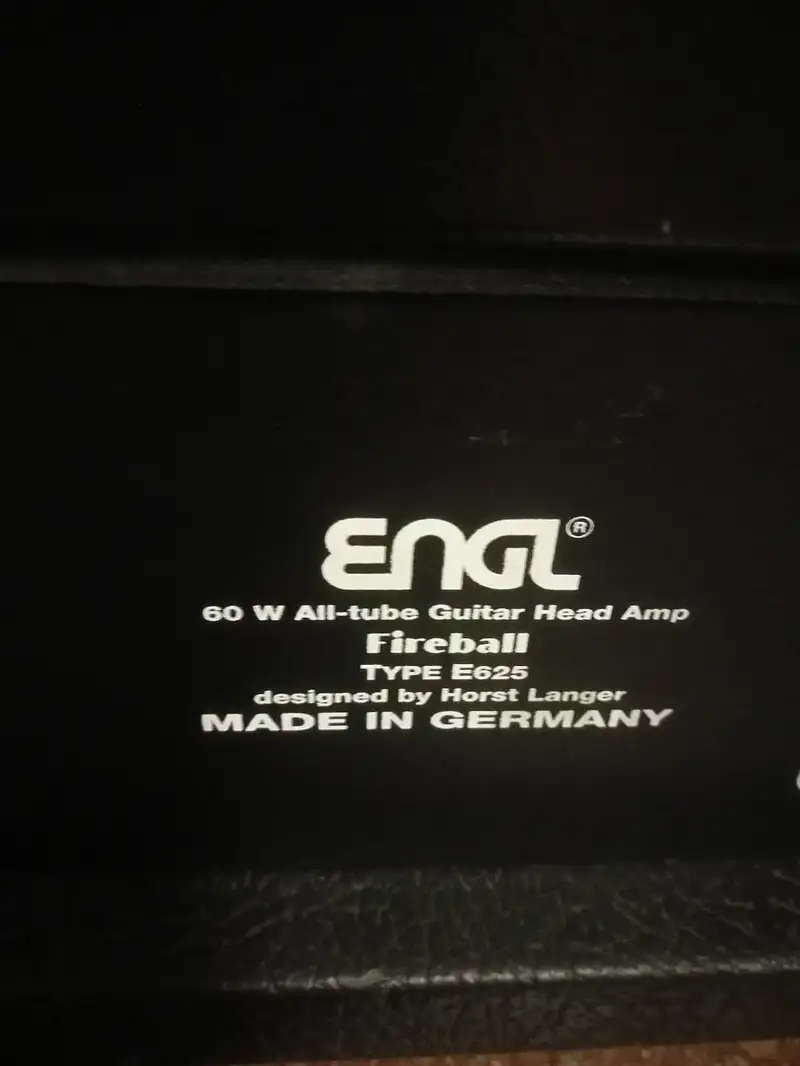 ENGL®
60 W All-tube Guitar Head Amp
Fireball
TYPE E625
designed by Horst Langer
MADE IN GERMANY